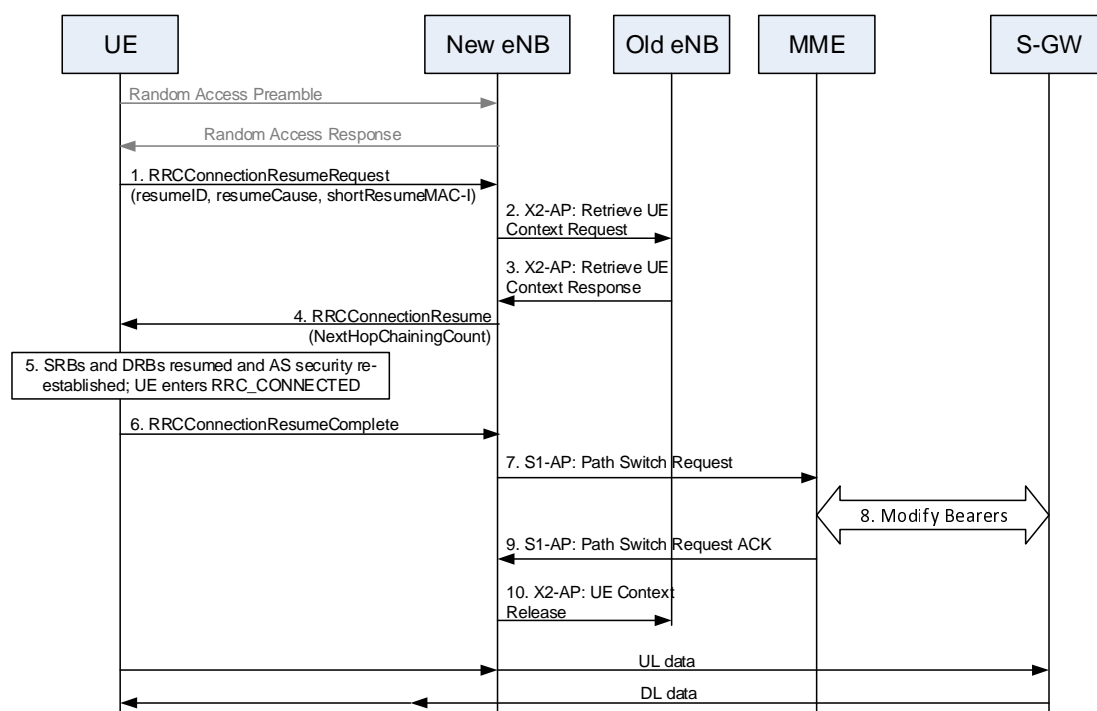 UE
New eNB
Old eNB
MME
S-GW
Random Access Preamble
Random Access Response
1. RRCConnectionResumeRequest
(resumeID, resumeCause, shortResumeMAC-I)
2. X2-AP: Retrieve UE
Context Request
3. X2-AP: Retrieve UE
Context Response
4. RRCConnectionResume
(NextHopChainingCount)
5. SRBs and DRBs resumed and AS security re-
established; UE enters RRC_CONNECTED
6. RRCConnectionResumeComplete
7. S1-AP: Path Switch Request
8. Modify Bearers
9. S1-AP: Path Switch Request ACK
10. X2-AP: UE Context
Release
UL data
DL data